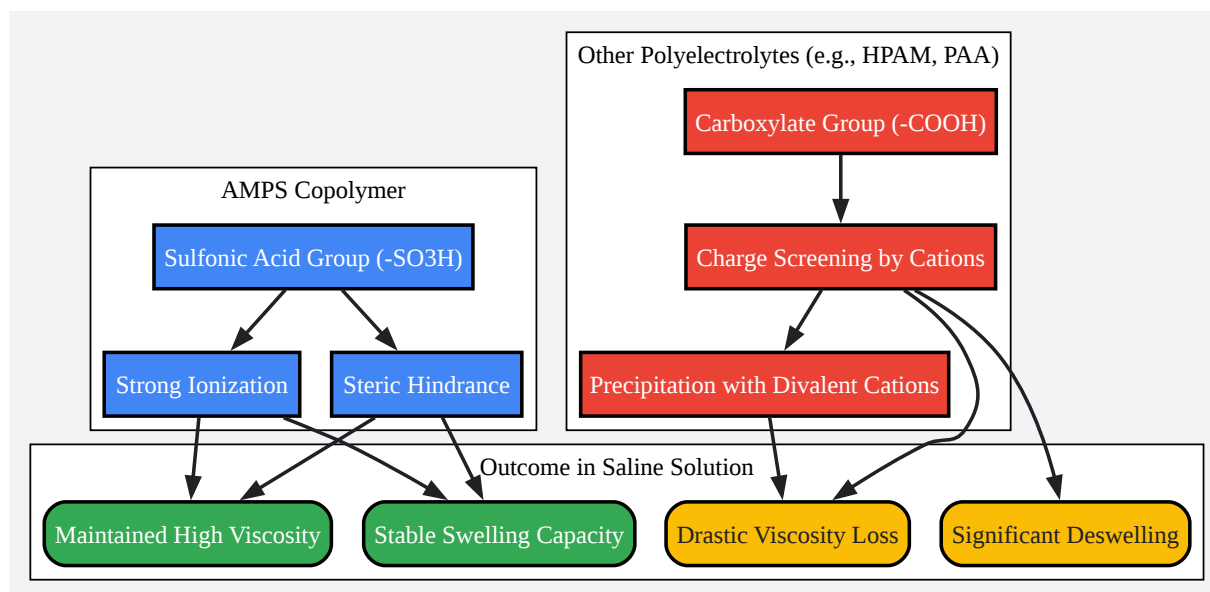 Other Polyelectrolytes (e.g., HPAM, PAA)
Carboxylate Group (-COOH)
AMPS Copolymer
Sulfonic Acid Group (-SO3H)
Charge Screening by Cations
Strong Ionization
Steric Hindrance
Precipitation with Divalent Cations
Outcome in Saline Solution
Maintained High Viscosity
Stable Swelling Capacity
Drastic Viscosity Loss
Significant Deswelling